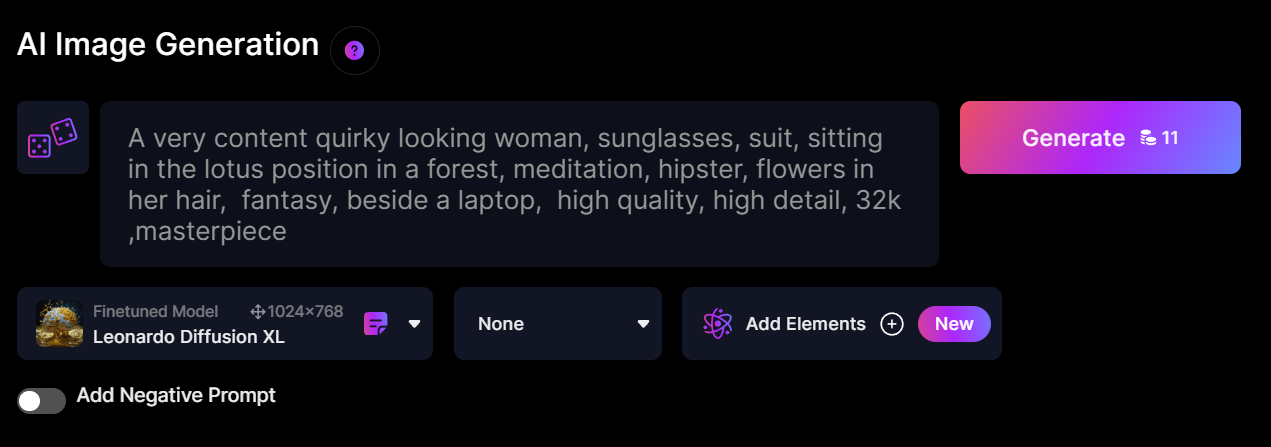 AI Image Generation ?
A very content quirky looking woman, sunglasses, suit, sitting
in the lotus position in a forest, meditation, hipster, flowers in
her hair,  fantasy, beside a laptop,  high quality, high detail, 32k
,masterpiece
Generate 11
Finetuned Model 1024×768
Leonardo Diffusion XL
None
Add Elements New
Add Negative Prompt